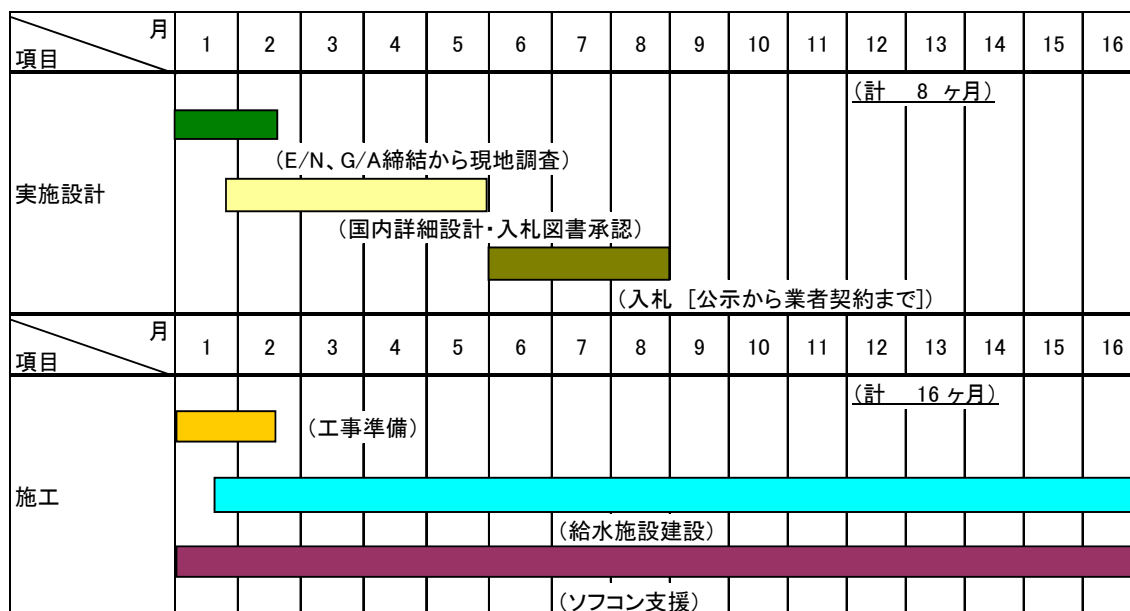 月
項目
1 2 3 4 5 6 7 8 9 10 11 12 13 14 15 16
実施設計
(計 8 ヶ月)
(E/N、G/A締結から現地調査)
(国内詳細設計・入札図書承認)
(入札 [公示から業者契約まで])
月
項目
1 2 3 4 5 6 7 8 9 10 11 12 13 14 15 16
施工
(計 16 ヶ月)
(工事準備)
(給水施設建設)
(ソフコン支援)